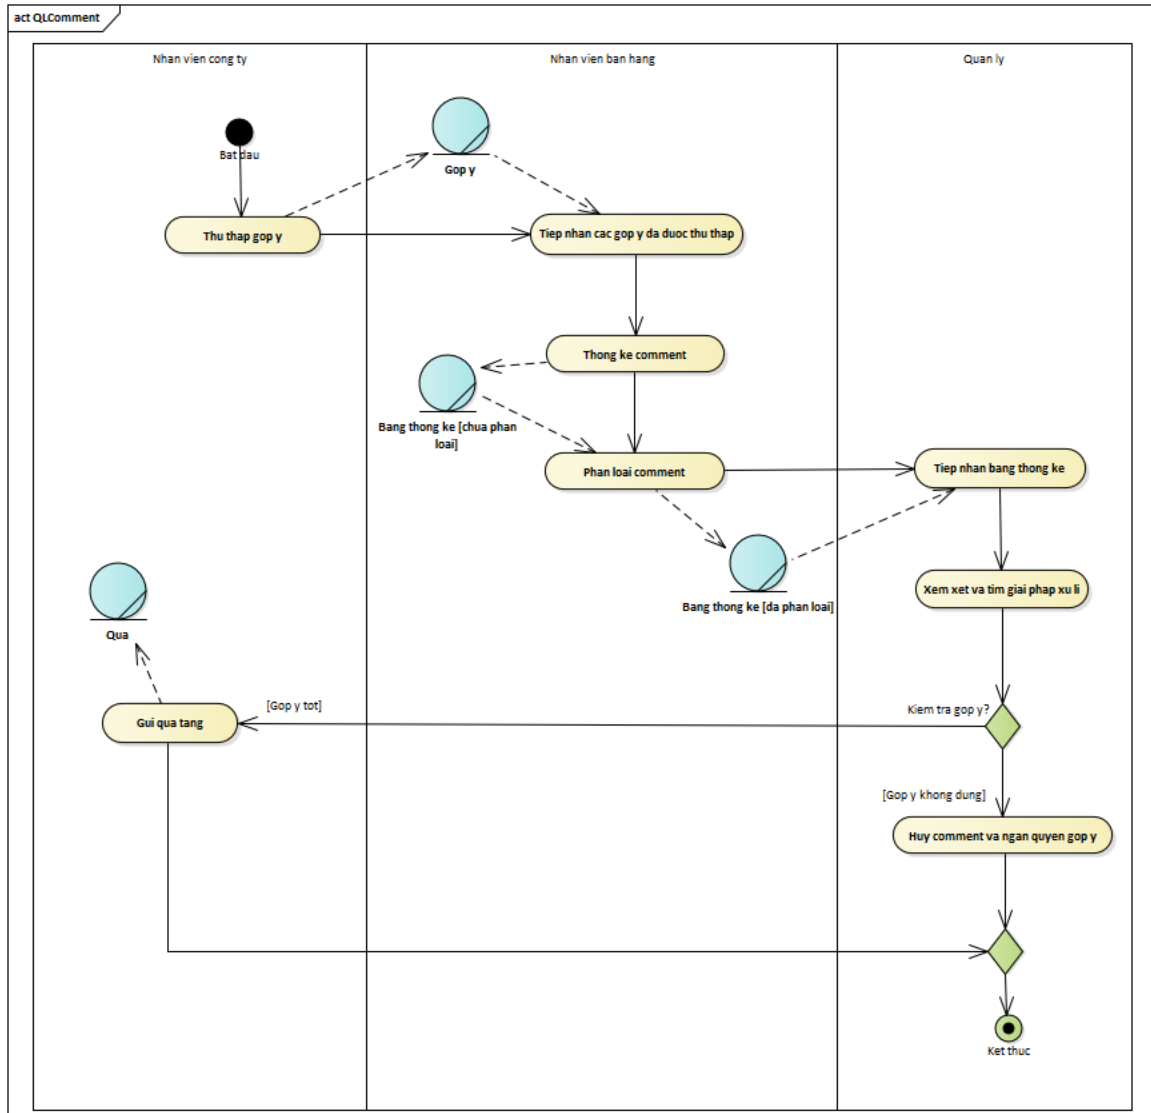 act QLComment
Nhan vien cong ty
Nhan vien ban hang
Quan ly
Bat dau
Gop y
Thu thap gop y
Tiep nhan cac gop y da duoc thu thap
Thong ke comment
Bang thong ke [chua phan
loai]
Phan loai comment
Tiep nhan bang thong ke
Bang thong ke [da phan loai]
Xem xet va tim giai phap xu li
Qua
Gui qua tang
[Gop y tot]
Kiem tra gop y?
[Gop y khong dung]
Huy comment va ngan quyen gop y
Ket thuc